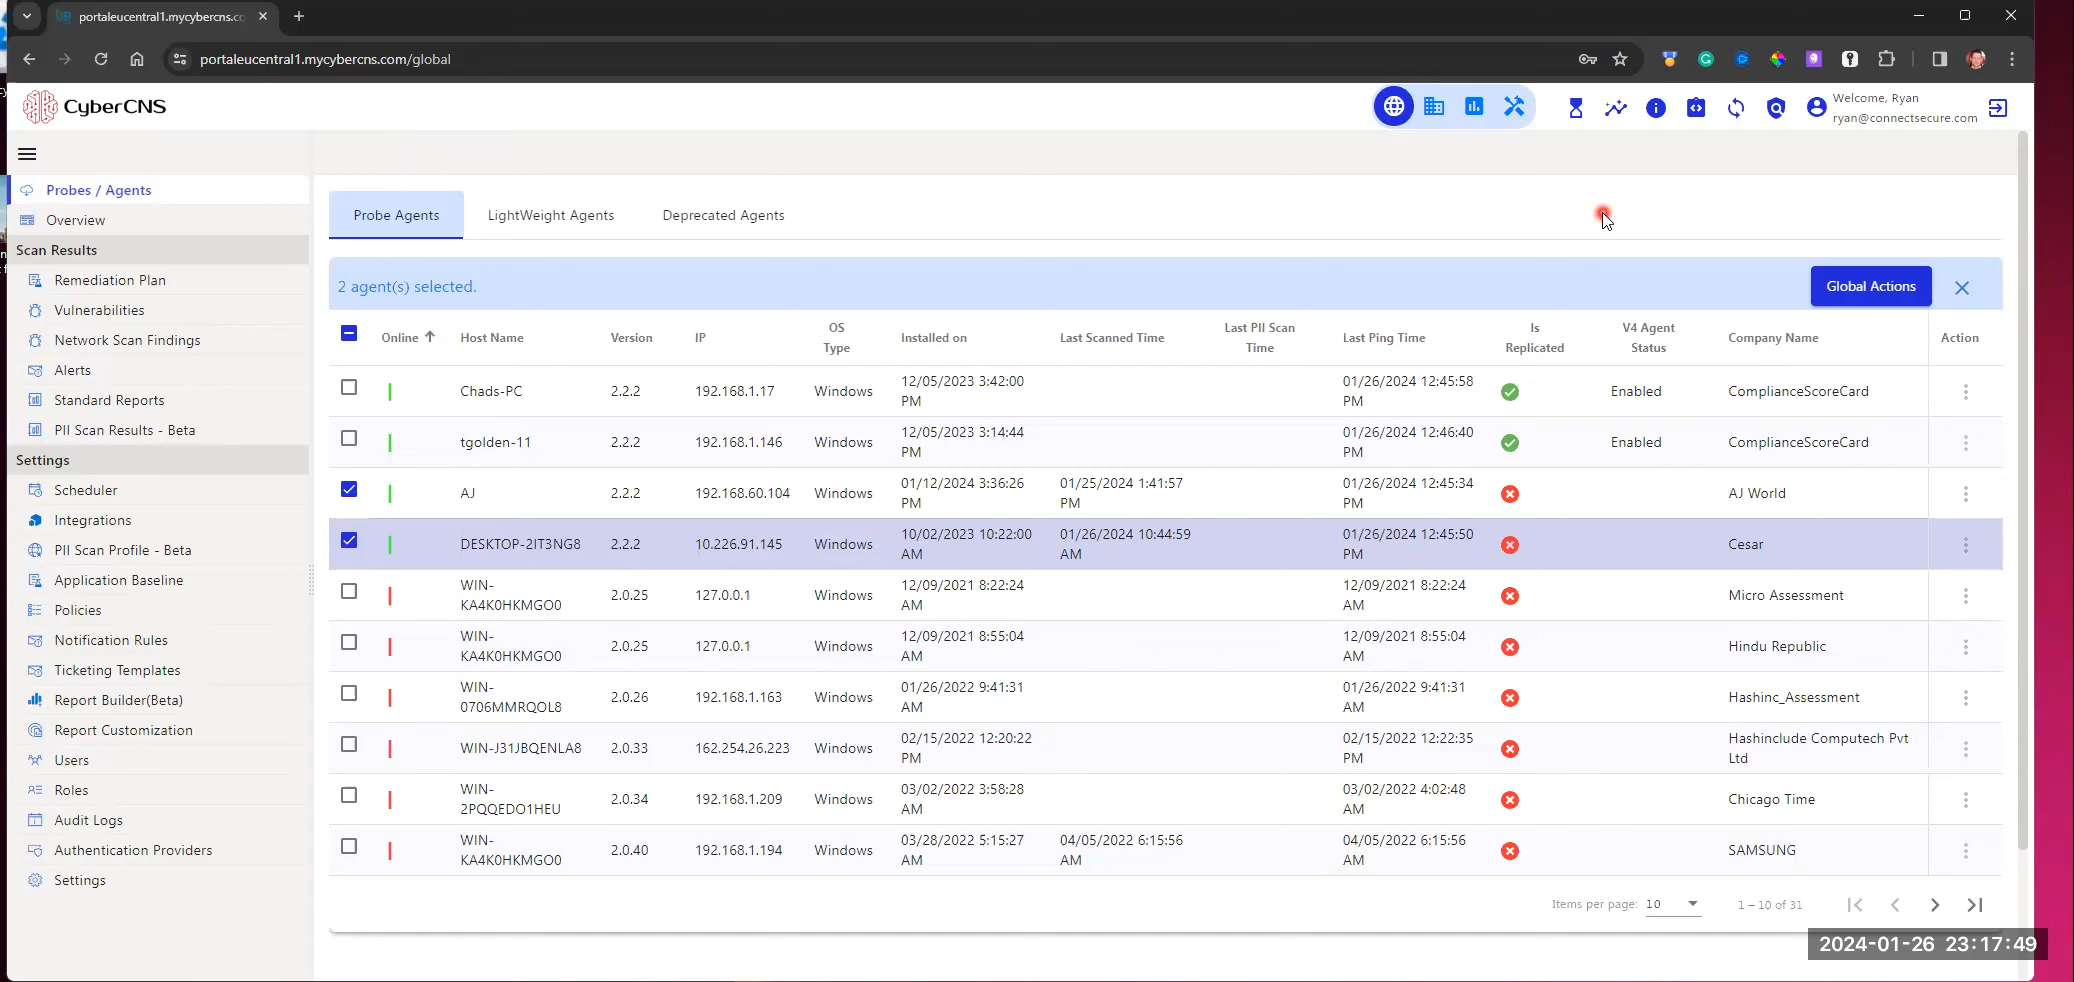 portaleucentral1.mycybercns.co
portaleucentral1.mycybercns.com/global
CyberCNS
Welcome, Ryan
ryan@connectsecure.com
Probes / Agents
Overview
Scan Results
Remediation Plan
Vulnerabilities
Network Scan Findings
Alerts
Standard Reports
PII Scan Results - Beta
Settings
Scheduler
Integrations
PII Scan Profile - Beta
Application Baseline
Policies
Notification Rules
Ticketing Templates
Report Builder(Beta)
Report Customization
Users
Roles
Audit Logs
Authentication Providers
Settings
Probe Agents LightWeight Agents Deprecated Agents
2 agent(s) selected. Global Actions
Online Host Name Version IP OS Type Installed on Last Scanned Time Last PII Scan Time Last Ping Time Is Replicated V4 Agent Status Company Name Action
Chads-PC 2.2.2 192.168.1.17 Windows 12/05/2023 3:42:00 PM 01/26/2024 12:45:58 PM Enabled ComplianceScoreCard
tgolden-11 2.2.2 192.168.1.146 Windows 12/05/2023 3:14:44 PM 01/26/2024 12:46:40 PM Enabled ComplianceScoreCard
AJ 2.2.2 192.168.60.104 Windows 01/12/2024 3:36:26 PM 01/25/2024 1:41:57 PM 01/26/2024 12:45:34 PM AJ World
DESKTOP-2IT3NG8 2.2.2 10.226.91.145 Windows 10/02/2023 10:22:00 AM 01/26/2024 10:44:59 AM 01/26/2024 12:45:50 PM Cesar
WIN-KA4K0HKMGO0 2.0.25 127.0.0.1 Windows 12/09/2021 8:22:24 AM 12/09/2021 8:22:24 AM Micro Assessment
WIN-KA4K0HKMGO0 2.0.25 127.0.0.1 Windows 12/09/2021 8:55:04 AM 12/09/2021 8:55:04 AM Hindu Republic
WIN-0706MMRQOL8 2.0.26 192.168.1.163 Windows 01/26/2022 9:41:31 AM 01/26/2022 9:41:31 AM Hashinc_Assessment
WIN-J31JBQENLA8 2.0.33 162.254.26.223 Windows 02/15/2022 12:20:22 PM 02/15/2022 12:22:35 PM Hashinclude Computech Pvt Ltd
WIN-2PQQEDO1HEU 2.0.34 192.168.1.209 Windows 03/02/2022 3:58:28 AM 03/02/2022 4:02:48 AM Chicago Time
WIN-KA4K0HKMGO0 2.0.40 192.168.1.194 Windows 03/28/2022 5:15:27 AM 04/05/2022 6:15:56 AM 04/05/2022 6:15:56 AM SAMSUNG
Items per page: 10 1 – 10 of 31
2024-01-26 23:17:49